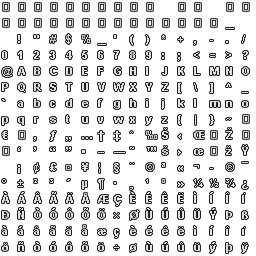 ! " # $ % _ ' ( ) * + , - . /
0 1 2 3 4 5 6 7 8 9 : ; < = > ?
@ A B C D E F G H I J K L M N O
P Q R S T U V W X Y Z [ \ ] ^ _
` a b c d e f g h i j k l m n o
p q r s t u v w x y z { | } ~
€ ‚ ƒ „ … † ‡ ˆ ‰ Š ‹ Œ Ž
' ' " " • – — ˜ ™ š › œ ž Ÿ
¡ ¢ £ ¤ ¥ ¦ § ¨ © ª « ¬ - ® ¯
° ± ² ³ ´ µ ¶ · ¸ ¹ º » ¼ ½ ¾ ¿
À Á Â Ã Ä Å Æ Ç È É Ê Ë Ì Í Î Ï
Ð Ñ Ò Ó Ô Õ Ö × Ø Ù Ú Û Ü Ý Þ ß
à á â ã ä å æ ç è é ê ë ì í î ï
ð ñ ò ó ô õ ö ÷ ø ù ú û ü ý þ ÿ